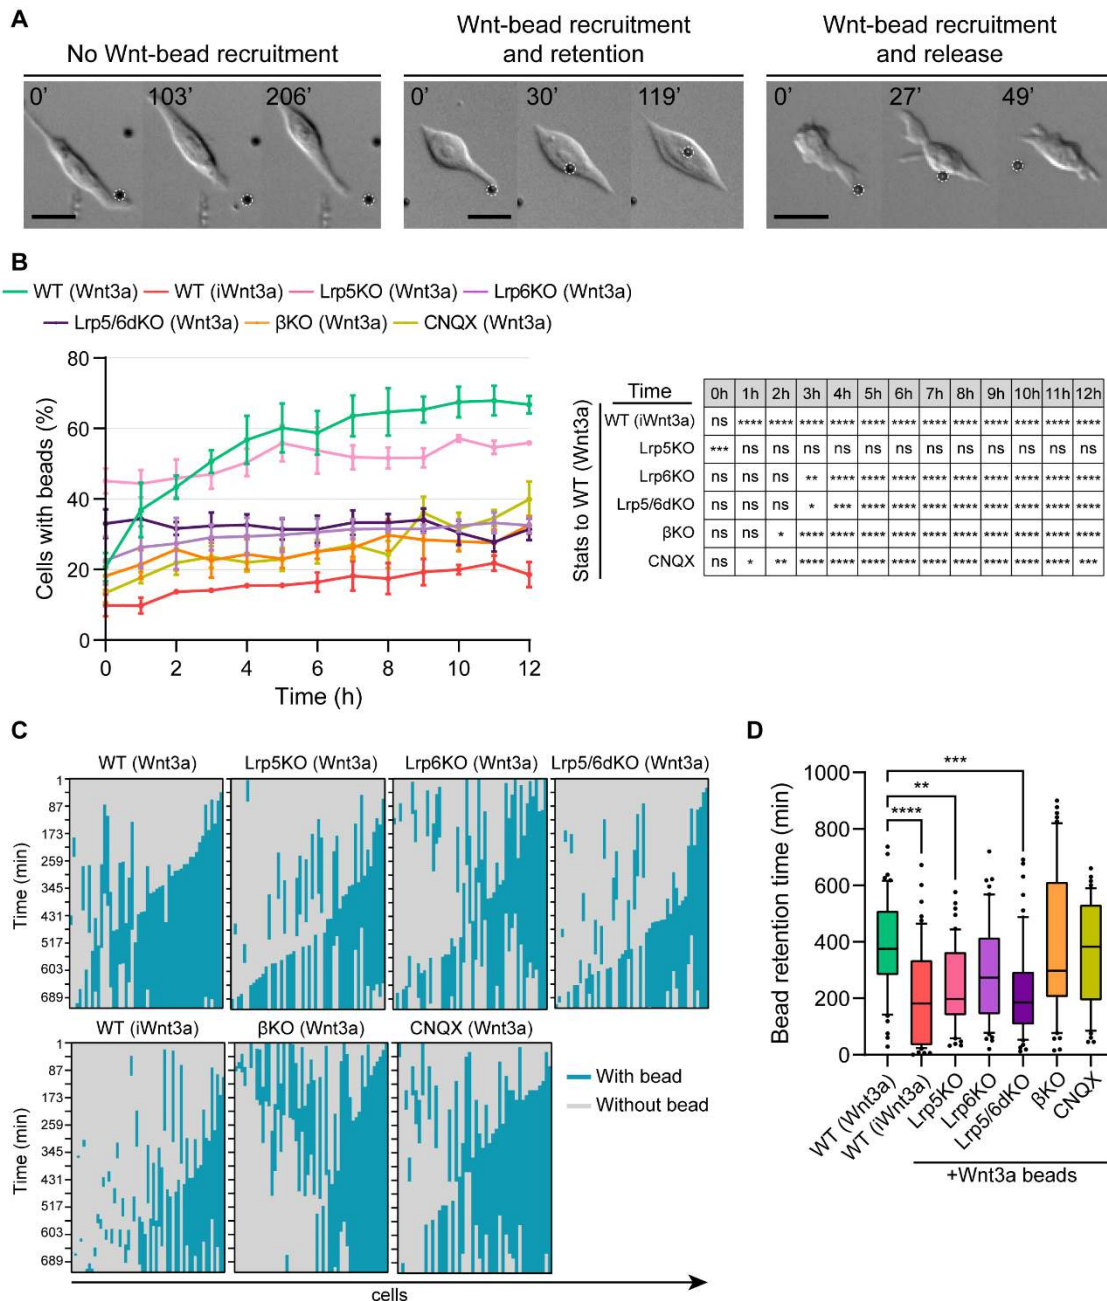 A
No Wnt-bead recruitment
Wnt-bead recruitment
and retention
Wnt-bead recruitment
and release
0' 103' 206'
0' 30' 119'
0' 27' 49'
B
WT (Wnt3a) WT (iWnt3a) Lrp5KO (Wnt3a) Lrp6KO (Wnt3a)
Lrp5/6dKO (Wnt3a) βKO (Wnt3a) CNQX (Wnt3a)
Cells with beads (%)
80
60
40
20
0
0 2 4 6 8 10 12
Time (h)
Stats to WT (Wnt3a)
Time 0h 1h 2h 3h 4h 5h 6h 7h 8h 9h 10h 11h 12h
WT (iWnt3a) ns **** **** **** **** **** **** **** **** **** **** **** ****
Lrp5KO *** ns ns ns ns ns ns ns ns ns ns ns ns
Lrp6KO ns ns ns ** **** **** **** **** **** **** **** **** ****
Lrp5/6dKO ns ns ns * *** **** **** **** **** **** **** **** ****
βKO ns ns * **** **** **** **** **** **** **** **** **** ****
CNQX ns * ** **** **** **** **** **** **** **** **** **** ***
C
WT (Wnt3a) Lrp5KO (Wnt3a) Lrp6KO (Wnt3a) Lrp5/6dKO (Wnt3a)
Time (min)
1
87
173
259
345
431
517
603
689
WT (iWnt3a) βKO (Wnt3a) CNQX (Wnt3a)
Time (min)
1
87
173
259
345
431
517
603
689
With bead
Without bead
cells
D
Bead retention time (min)
1000
800
600
400
200
0
***
**
****
WT (Wnt3a)
WT (iWnt3a)
Lrp5KO
Lrp6KO
Lrp5/6dKO
βKO
CNQX
+Wnt3a beads